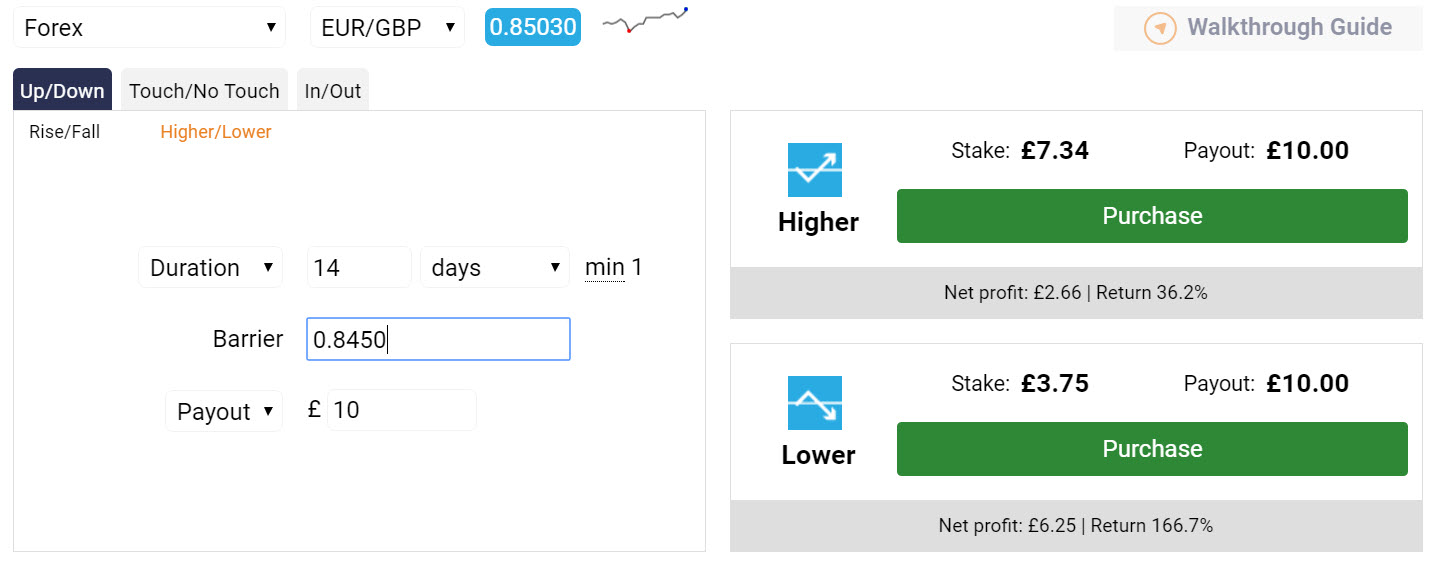 Forex EUR/GBP 0.85030 Walkthrough Guide
Up/Down Touch/No Touch In/Out
Rise/Fall Higher/Lower
Duration 14 days min 1
Barrier 0.8450
Payout £ 10
Stake: £7.34 Payout: £10.00
Higher Purchase
Net profit: £2.66 | Return 36.2%
Stake: £3.75 Payout: £10.00
Lower Purchase
Net profit: £6.25 | Return 166.7%